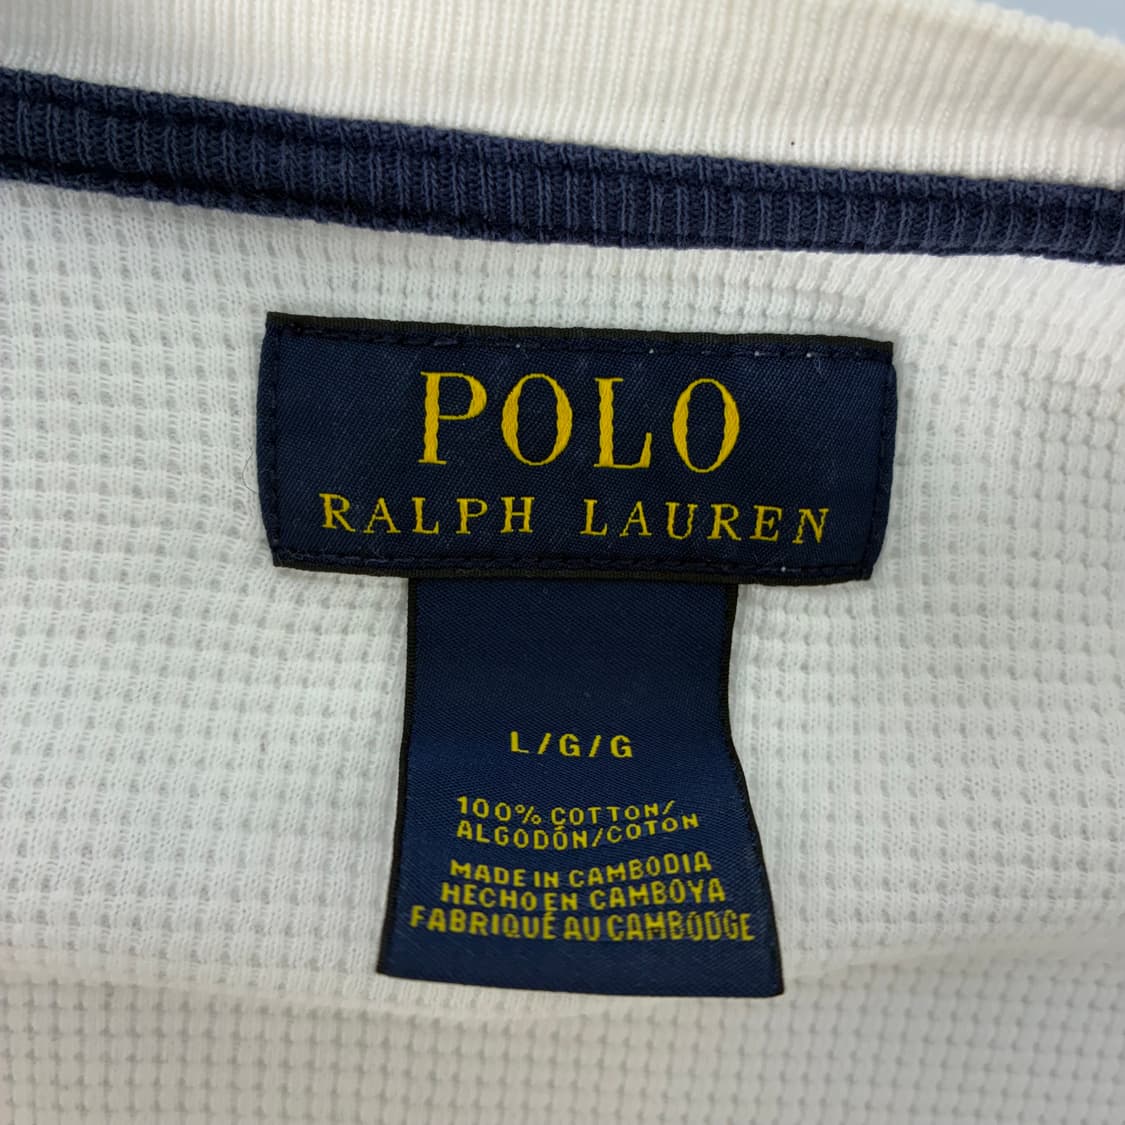 POLO
RALPH LAUREN
L/G/G
100% COTTON/
ALGODÓN/COTON
MADE IN CAMBODIA
HECHO EN CAMBOYA
FABRIQUÉ AU CAMBODGE